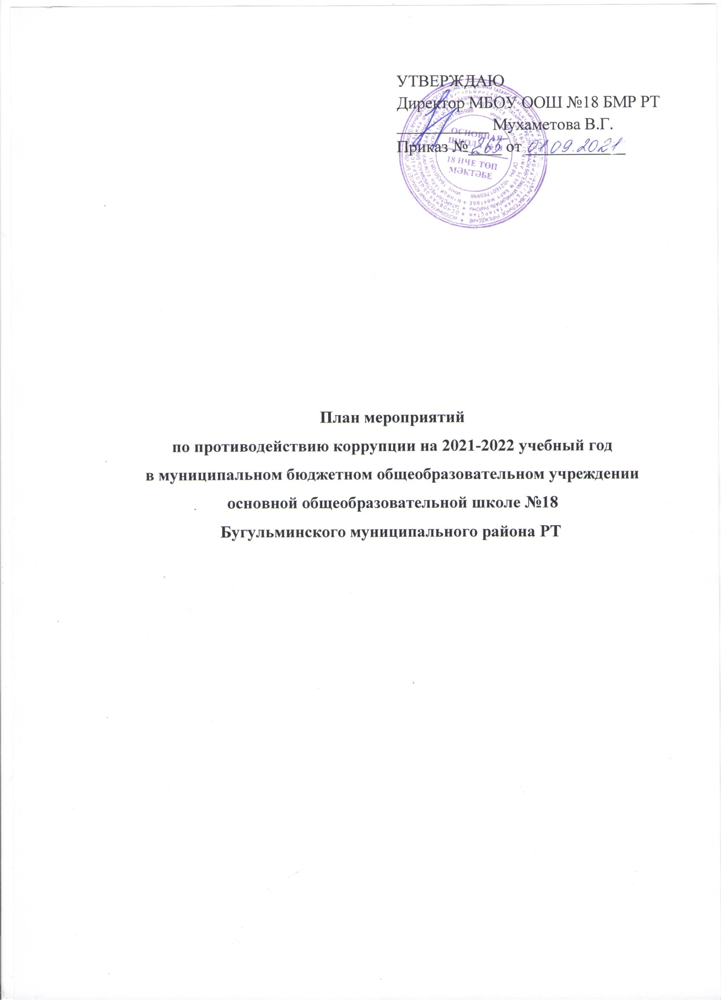 УТВЕРЖДАЮ
Директор МБОУ ООШ №18 БМР РТ
Мухаметова В.Г.
Приказ № 265 от 01.09.2021
ОСНОВНАЯ
ШКОЛА №18
18 НЧЕ ТӨП
МӘКТӘБЕ
План мероприятий
по противодействию коррупции на 2021-2022 учебный год
в муниципальном бюджетном общеобразовательном учреждении
основной общеобразовательной школе №18
Бугульминского муниципального района РТ